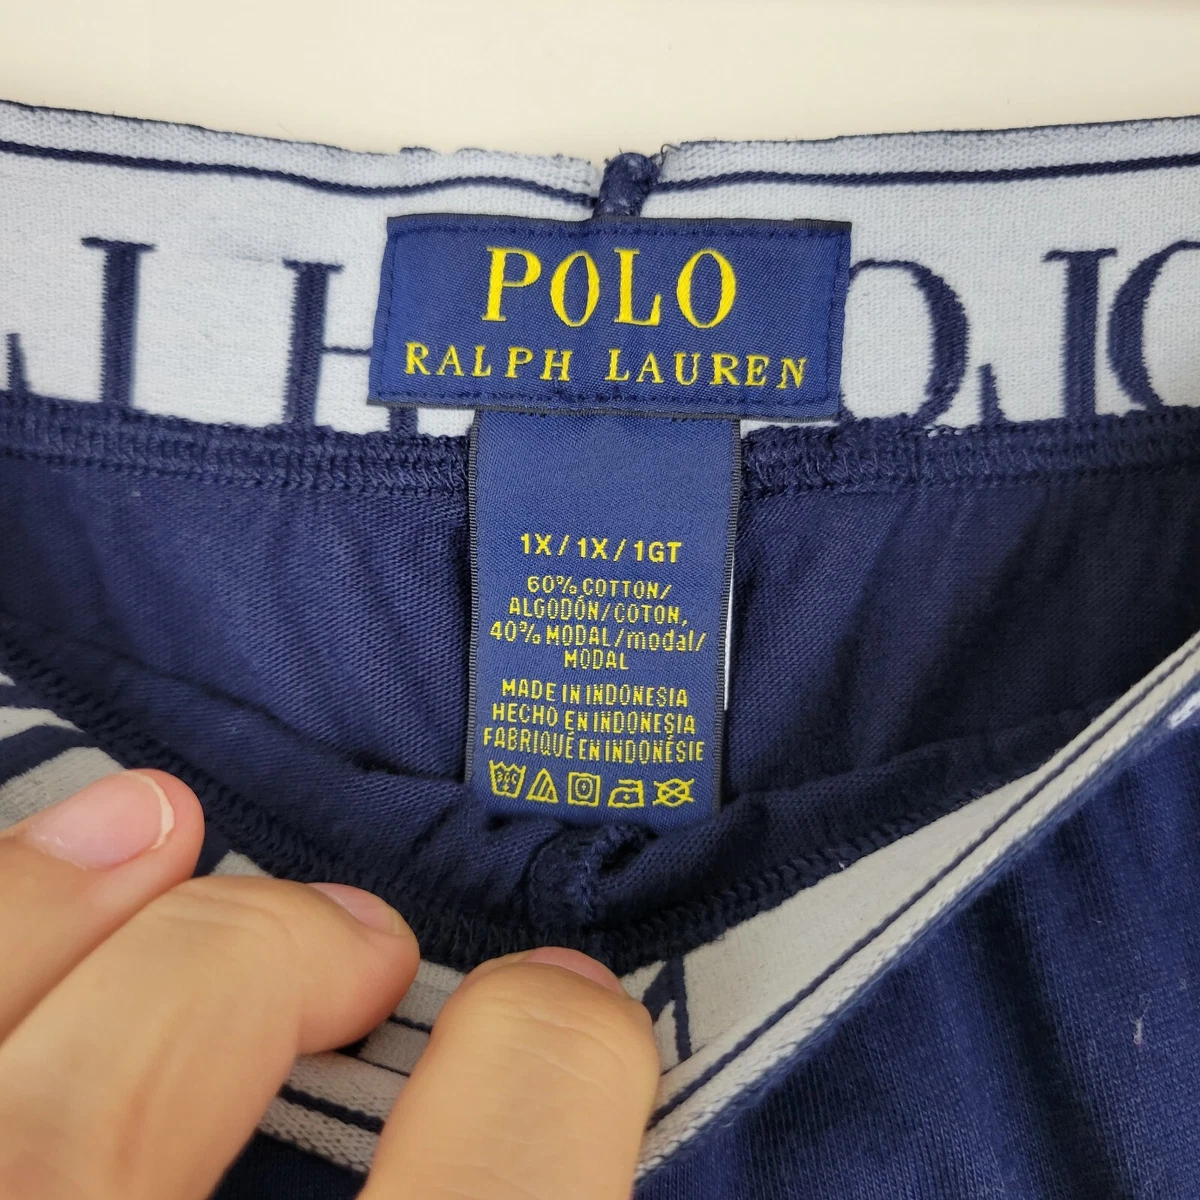 POLO
RALPH LAUREN
1X / 1X / 1GT
60% COTTON/
ALGODÓN/COTON,
40% MODAL/modal/
MODAL
MADE IN INDONESIA
HECHO EN INDONESIA
FABRIQUÉ EN INDONÉSIE